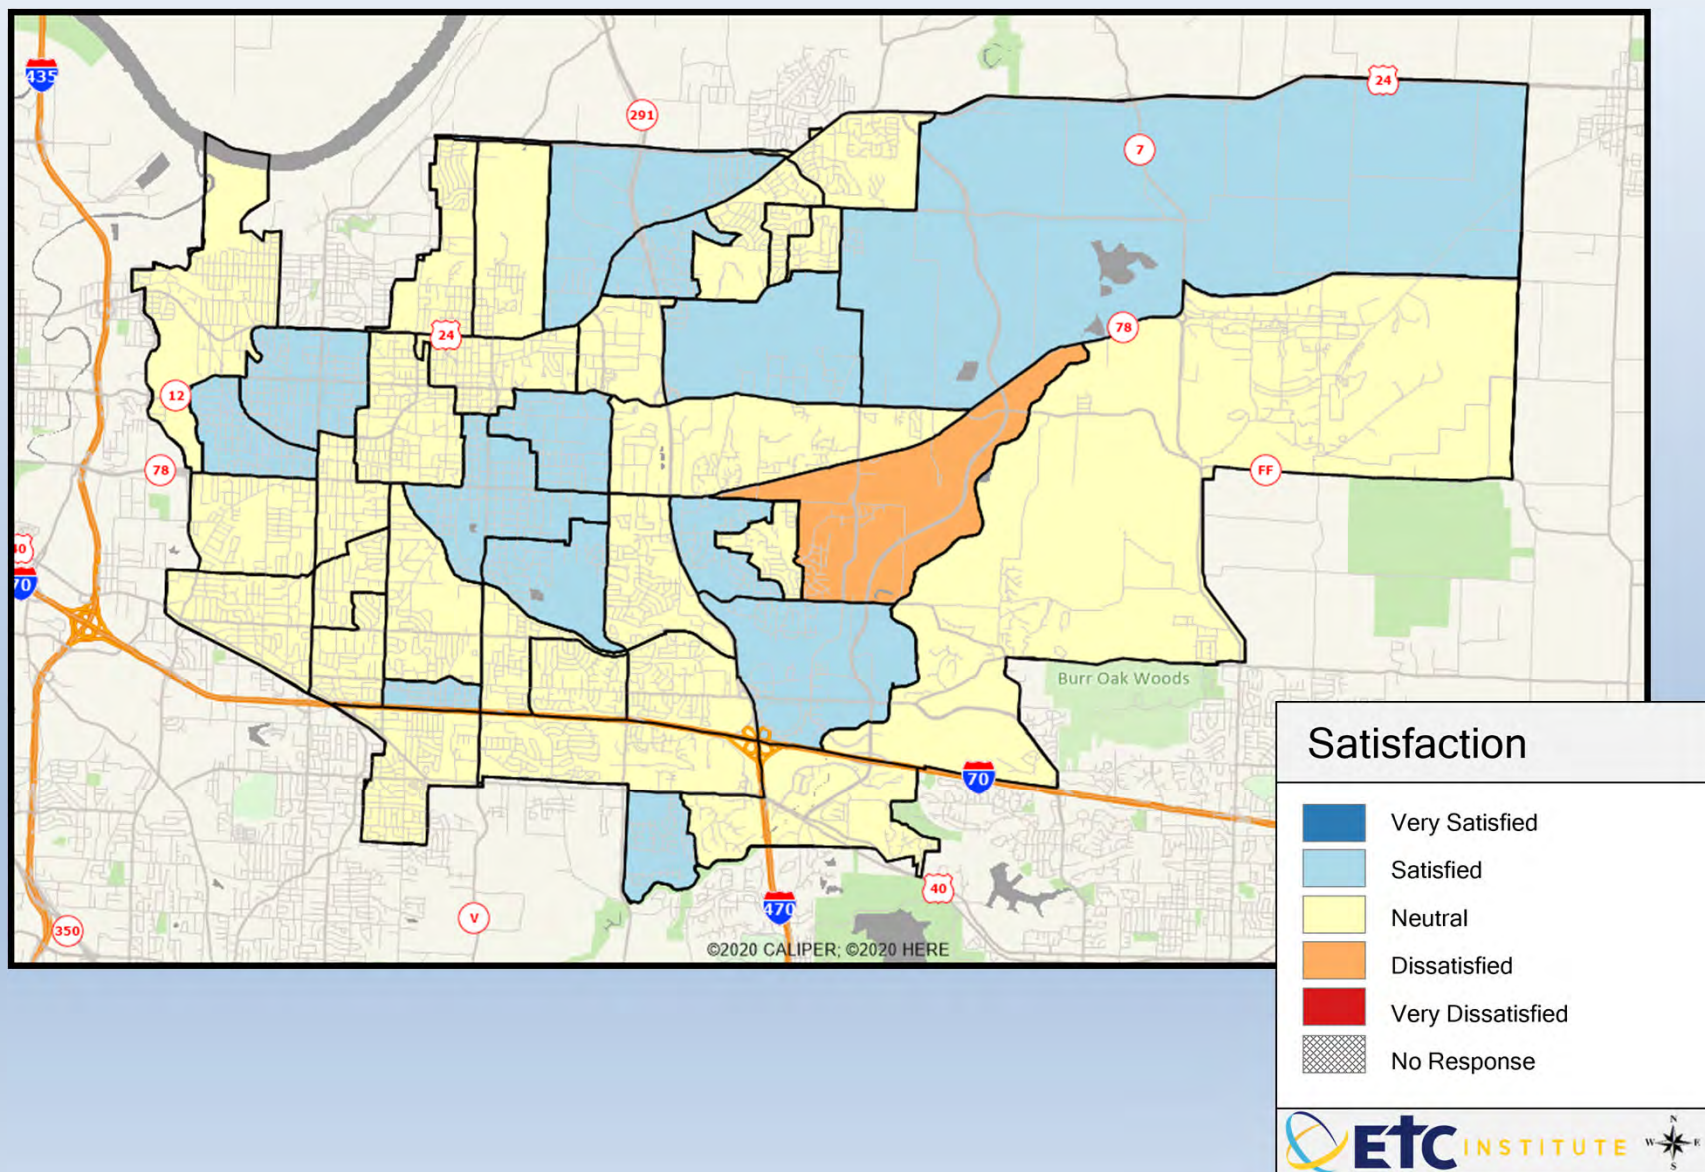 24
435
291
7
78
24
12
78
FF
40
70
Burr Oak Woods
Satisfaction
70
Very Satisfied
Satisfied
40
Neutral
470
V
350
©2020 CALIPER; ©2020 HERE
Dissatisfied
Very Dissatisfied
No Response
N
W E
S
ETC INSTITUTE